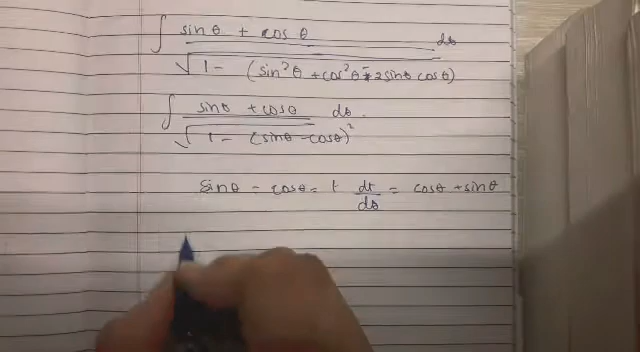 ∫ sinθ + cosθ / √(1 - (sin²θ + cos²θ - 2sinθ cosθ)) dθ
∫ sinθ + cosθ / √(1 - (sinθ - cosθ)²) dθ.
sinθ - cosθ = t dt/dθ = cosθ + sinθ